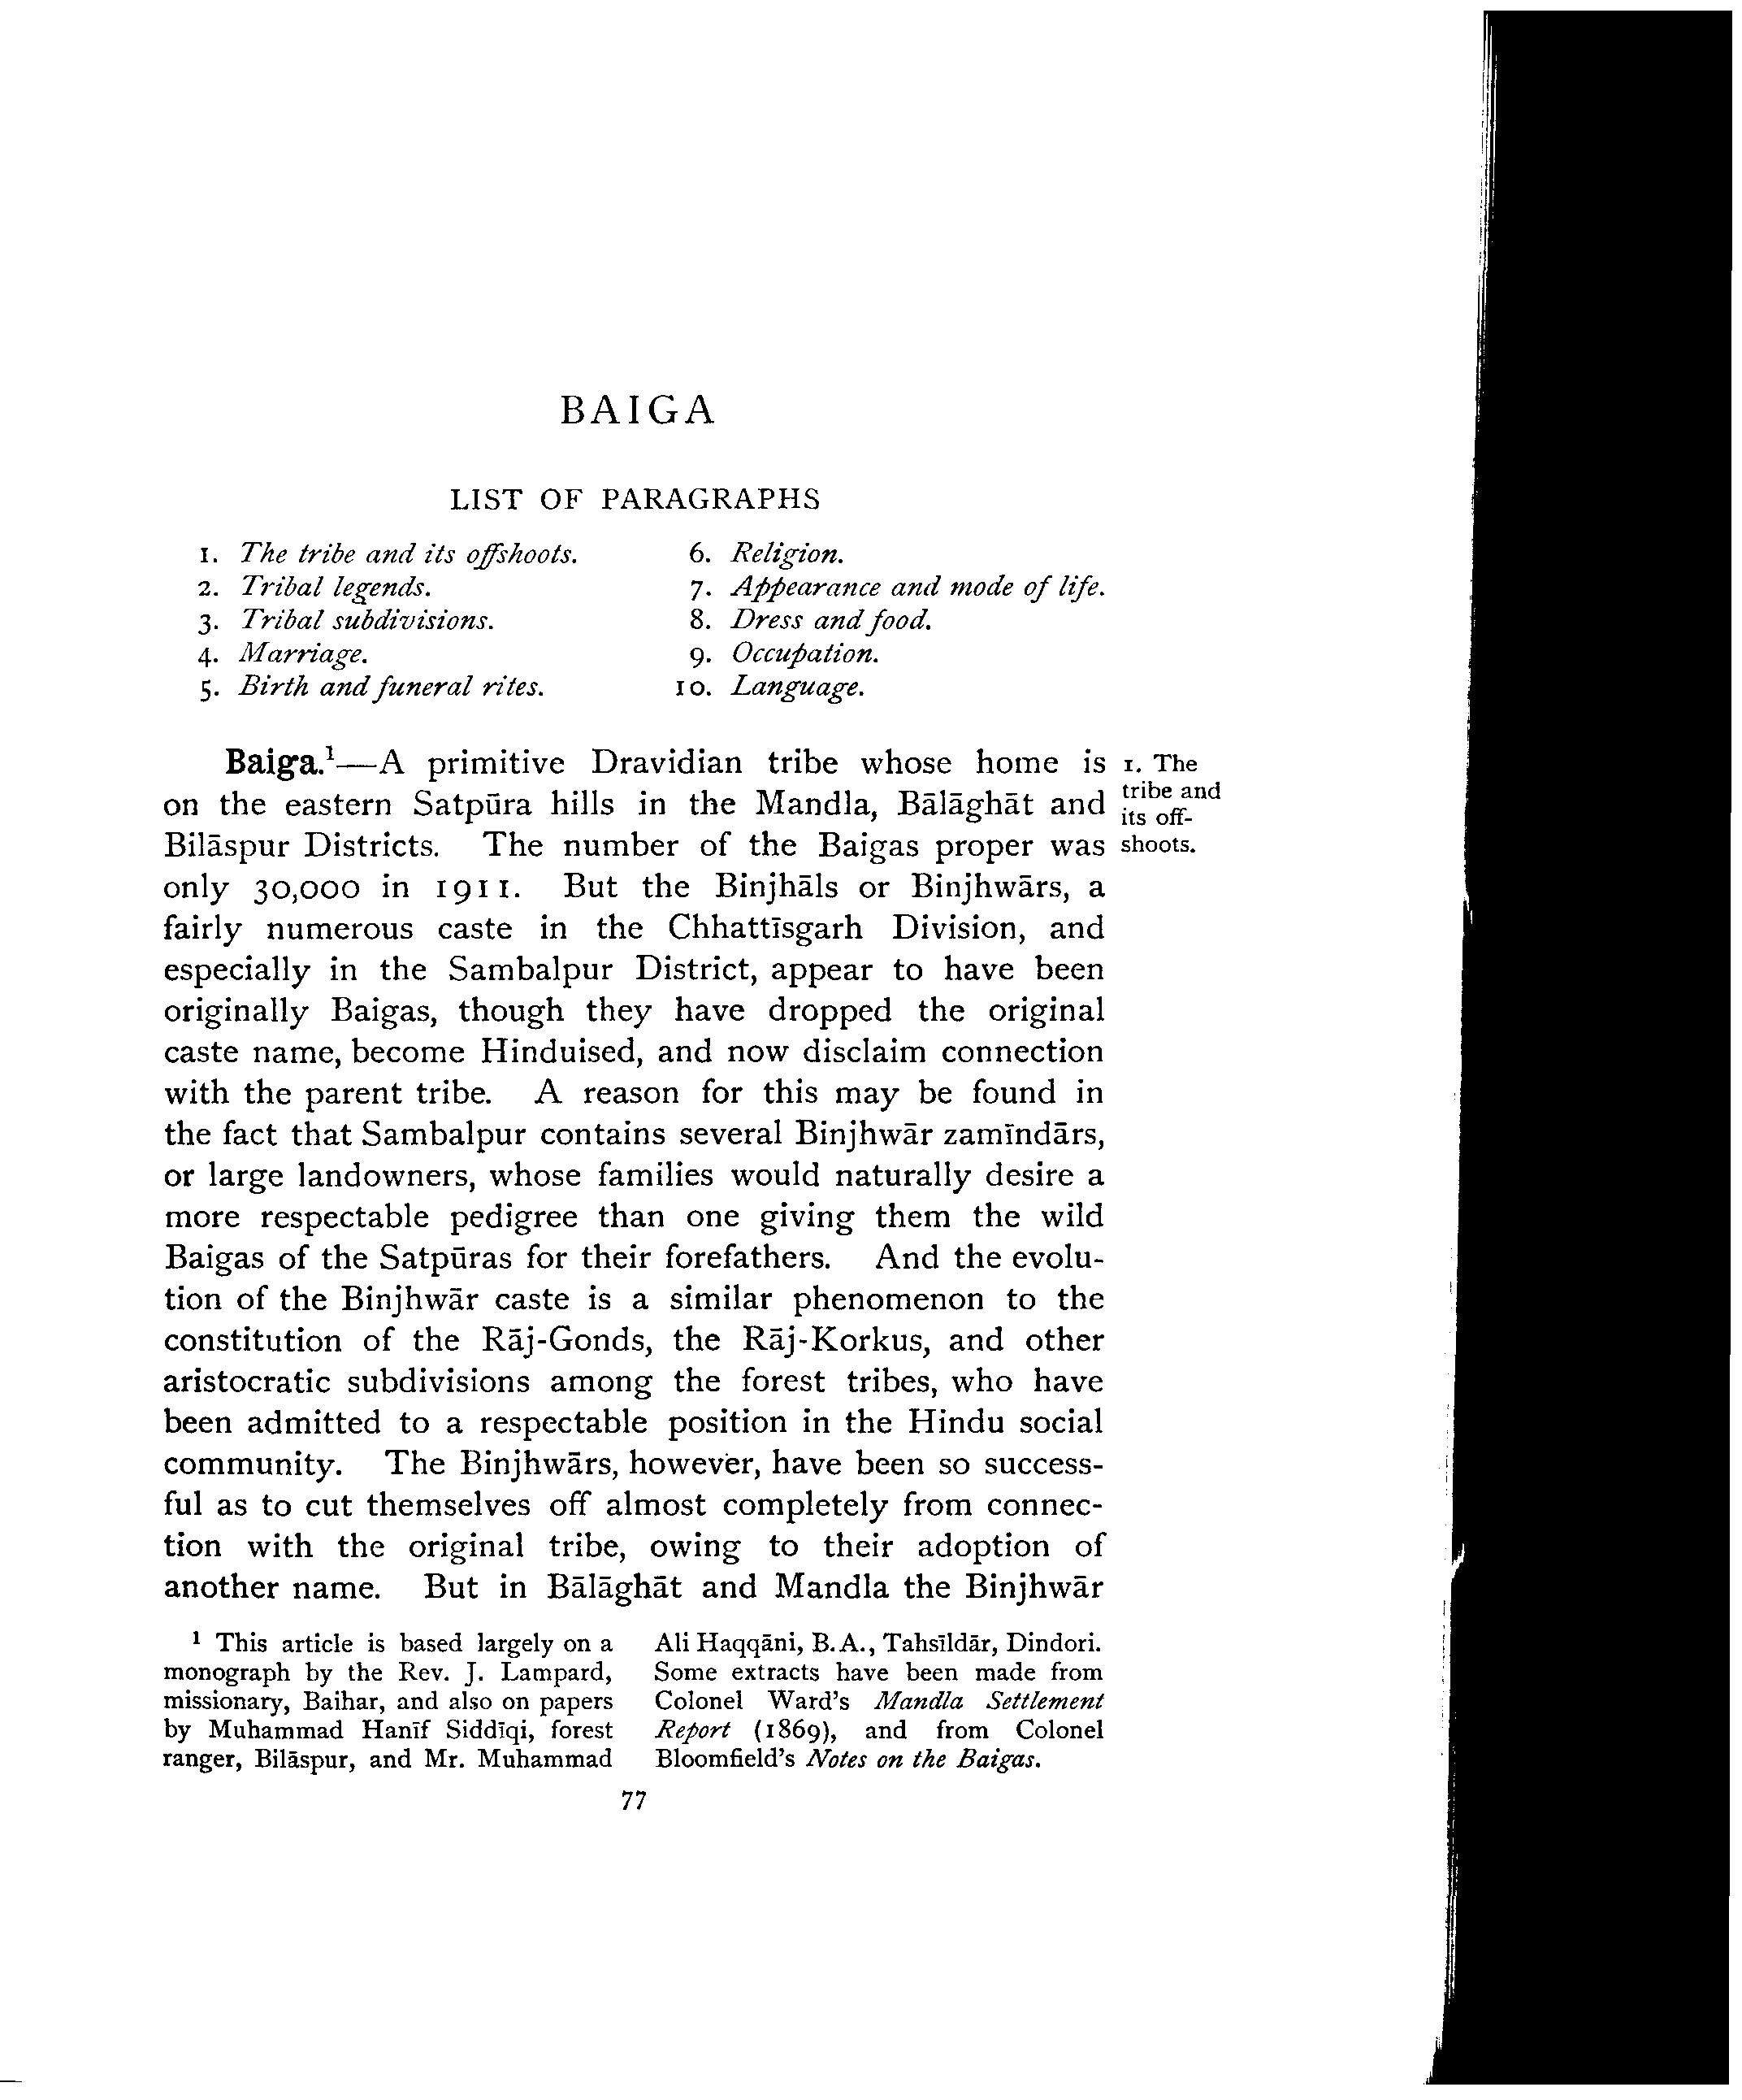 BAIGA
LIST OF PARAGRAPHS
1. The tribe and its offshoots.
2. Tribal legends.
3. Tribal subdivisions.
4. Marriage.
5. Birth and funeral rites.
6. Religion.
7. Appearance and mode of life.
8. Dress and food.
9. Occupation.
10. Language.
Baiga.¹—A primitive Dravidian tribe whose home is
on the eastern Satpūra hills in the Mandla, Bālāghāt and
Bilāspur Districts. The number of the Baigas proper was
only 30,000 in 1911. But the Binjhāls or Binjhwārs, a
fairly numerous caste in the Chhattīsgarh Division, and
especially in the Sambalpur District, appear to have been
originally Baigas, though they have dropped the original
caste name, become Hinduised, and now disclaim connection
with the parent tribe. A reason for this may be found in
the fact that Sambalpur contains several Binjhwār zamīndārs,
or large landowners, whose families would naturally desire a
more respectable pedigree than one giving them the wild
Baigas of the Satpūras for their forefathers. And the evolu-
tion of the Binjhwār caste is a similar phenomenon to the
constitution of the Rāj-Gonds, the Rāj-Korkus, and other
aristocratic subdivisions among the forest tribes, who have
been admitted to a respectable position in the Hindu social
community. The Binjhwārs, however, have been so success-
ful as to cut themselves off almost completely from connec-
tion with the original tribe, owing to their adoption of
another name. But in Bālāghāt and Mandla the Binjhwār
1. The
tribe and
its off-
shoots.
¹ This article is based largely on a
monograph by the Rev. J. Lampard,
missionary, Baihar, and also on papers
by Muhammad Hanīf Siddīqi, forest
ranger, Bilāspur, and Mr. Muhammad
Ali Haqqāni, B.A., Tahsīldār, Dindori.
Some extracts have been made from
Colonel Ward's Mandla Settlement
Report (1869), and from Colonel
Bloomfield's Notes on the Baigas.
77